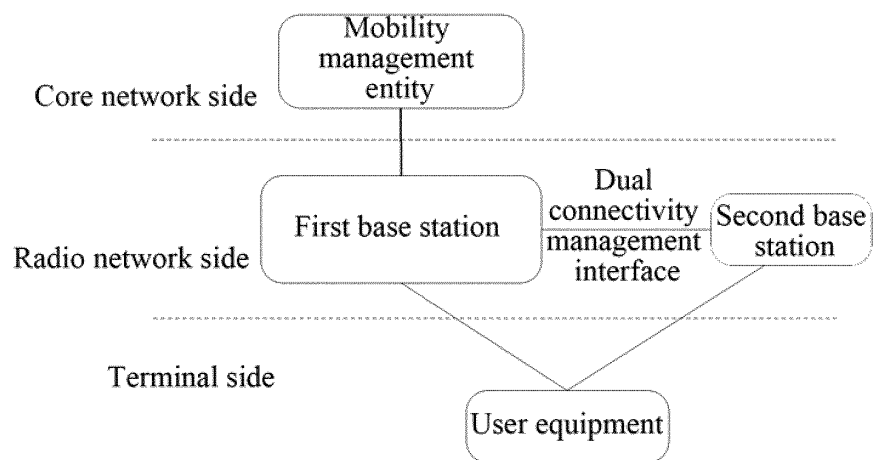 Mobility
management
entity
Core network side
First base station
Dual
connectivity
management
interface
Second base
station
Radio network side
Terminal side
User equipment